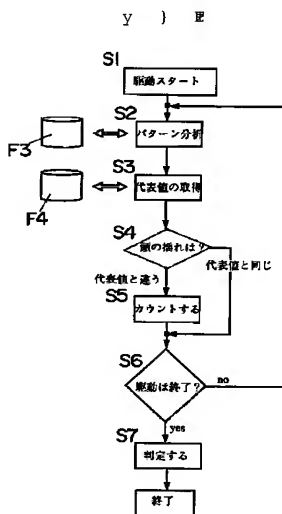 y } E
S1
駆動スタート
S2
パターン分析
F3
S3
代表値の取得
F4
S4
顔の揺れは?
代表値と違う
代表値と同じ
S5
カウントする
S6
駆動は終了?
no
yes
S7
判定する
終了